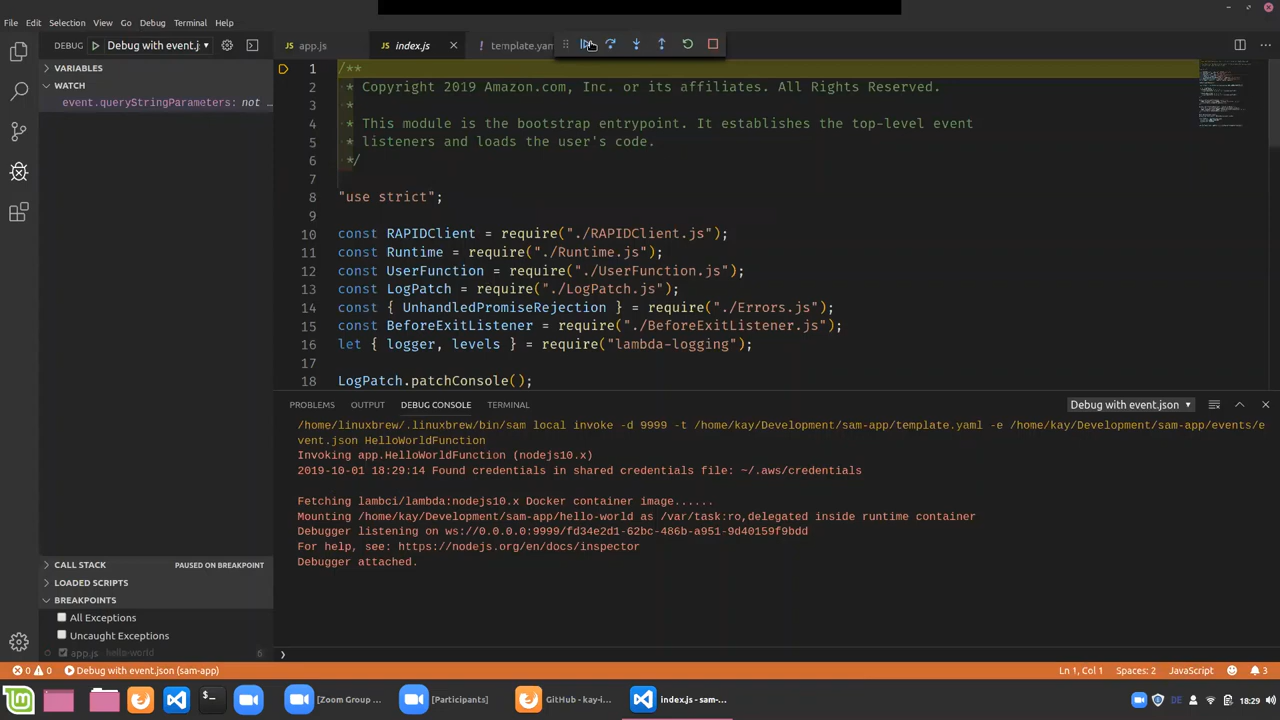 File Edit Selection View Go Debug Terminal Help
DEBUG Debug with event.j
app.js index.js template.yam
VARIABLES
WATCH
event.queryStringParameters: not …
1 /**
2 * Copyright 2019 Amazon.com, Inc. or its affiliates. All Rights Reserved.
3 *
4 * This module is the bootstrap entrypoint. It establishes the top-level event
5 * listeners and loads the user's code.
6 */
7
8 "use strict";
9
10 const RAPIDClient = require("./RAPIDClient.js");
11 const Runtime = require("./Runtime.js");
12 const UserFunction = require("./UserFunction.js");
13 const LogPatch = require("./LogPatch.js");
14 const { UnhandledPromiseRejection } = require("./Errors.js");
15 const BeforeExitListener = require("./BeforeExitListener.js");
16 let { logger, levels } = require("lambda-logging");
17
18 LogPatch.patchConsole();
PROBLEMS OUTPUT DEBUG CONSOLE TERMINAL Debug with event.json
/home/linuxbrew/.linuxbrew/bin/sam local invoke -d 9999 -t /home/kay/Development/sam-app/template.yaml -e /home/kay/Development/sam-app/events/e
vent.json HelloWorldFunction
Invoking app.HelloWorldFunction (nodejs10.x)
2019-10-01 18:29:14 Found credentials in shared credentials file: ~/.aws/credentials
Fetching lambci/lambda:nodejs10.x Docker container image......
Mounting /home/kay/Development/sam-app/hello-world as /var/task:ro,delegated inside runtime container
Debugger listening on ws://0.0.0.0:9999/fd34e2d1-62bc-486b-a951-9d40159f9bdd
For help, see: https://nodejs.org/en/docs/inspector
Debugger attached.
CALL STACK PAUSED ON BREAKPOINT
LOADED SCRIPTS
BREAKPOINTS
All Exceptions
Uncaught Exceptions
app.js hello-world 6
0 0 Debug with event.json (sam-app) Ln 1, Col 1 Spaces: 2 JavaScript 3
[Zoom Group ... [Participants] GitHub - kay-i... index.js - sam-... DE 18:29